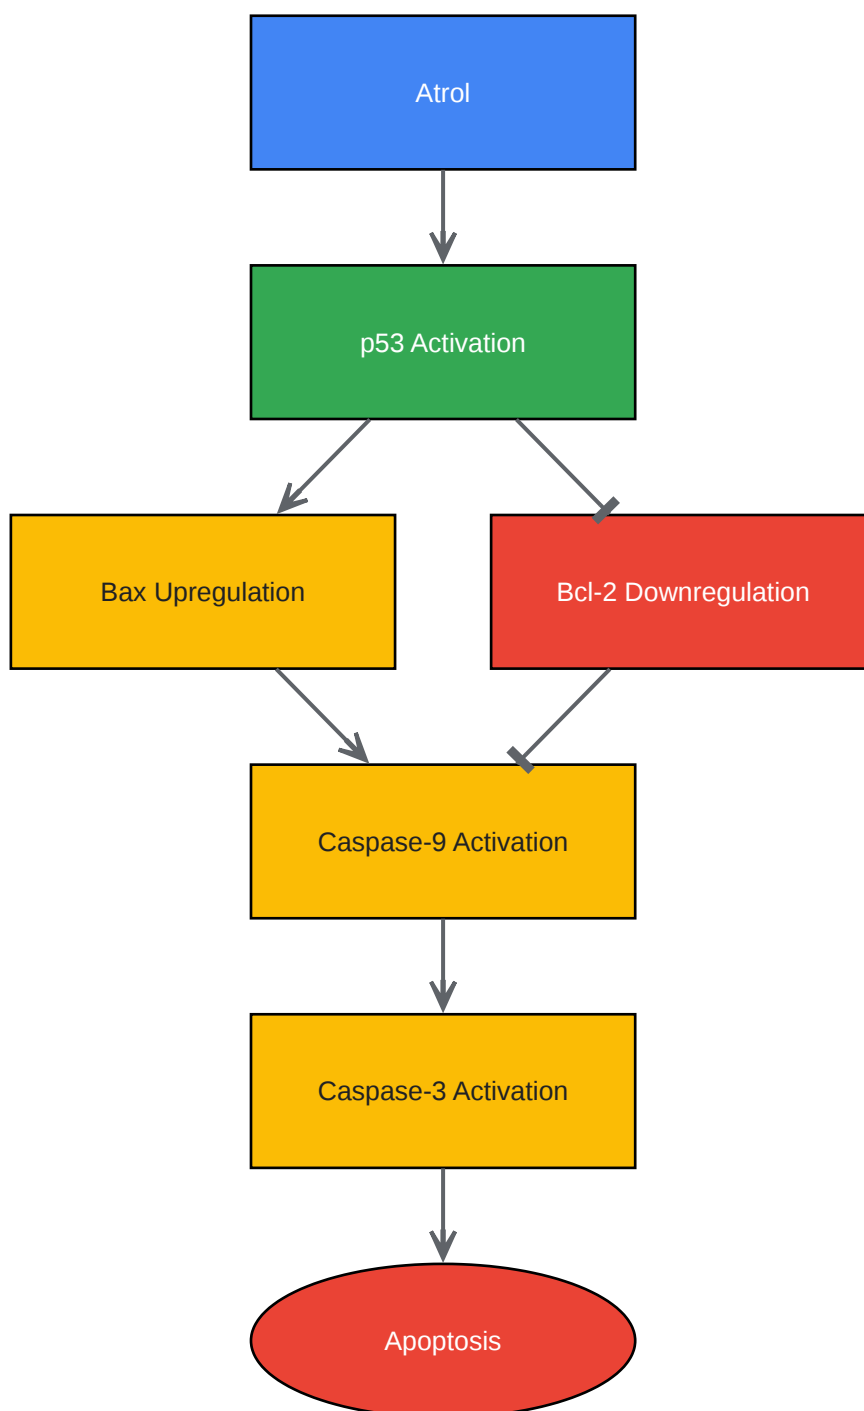 Atrol
p53 Activation
Bax Upregulation
Bcl-2 Downregulation
Caspase-9 Activation
Caspase-3 Activation
Apoptosis